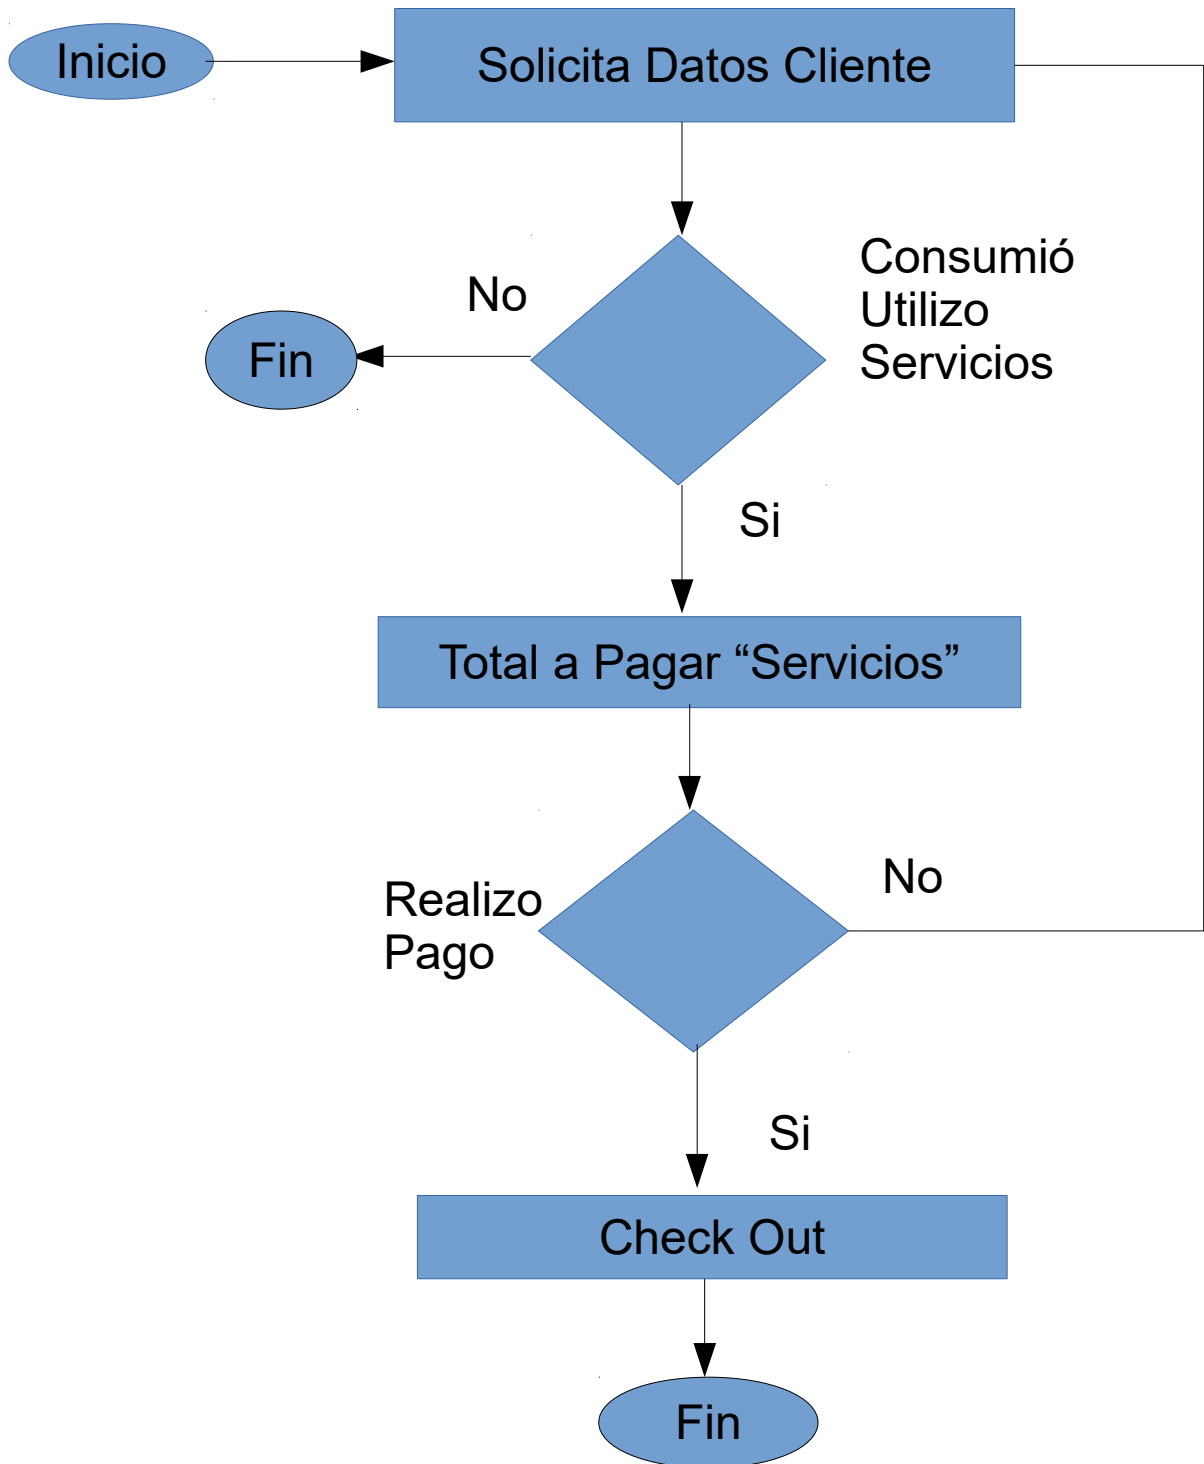 Inicio
Solicita Datos Cliente
Consumió
Utilizo
Servicios
No
Fin
Si
Total a Pagar “Servicios”
Realizo
Pago
No
Si
Check Out
Fin